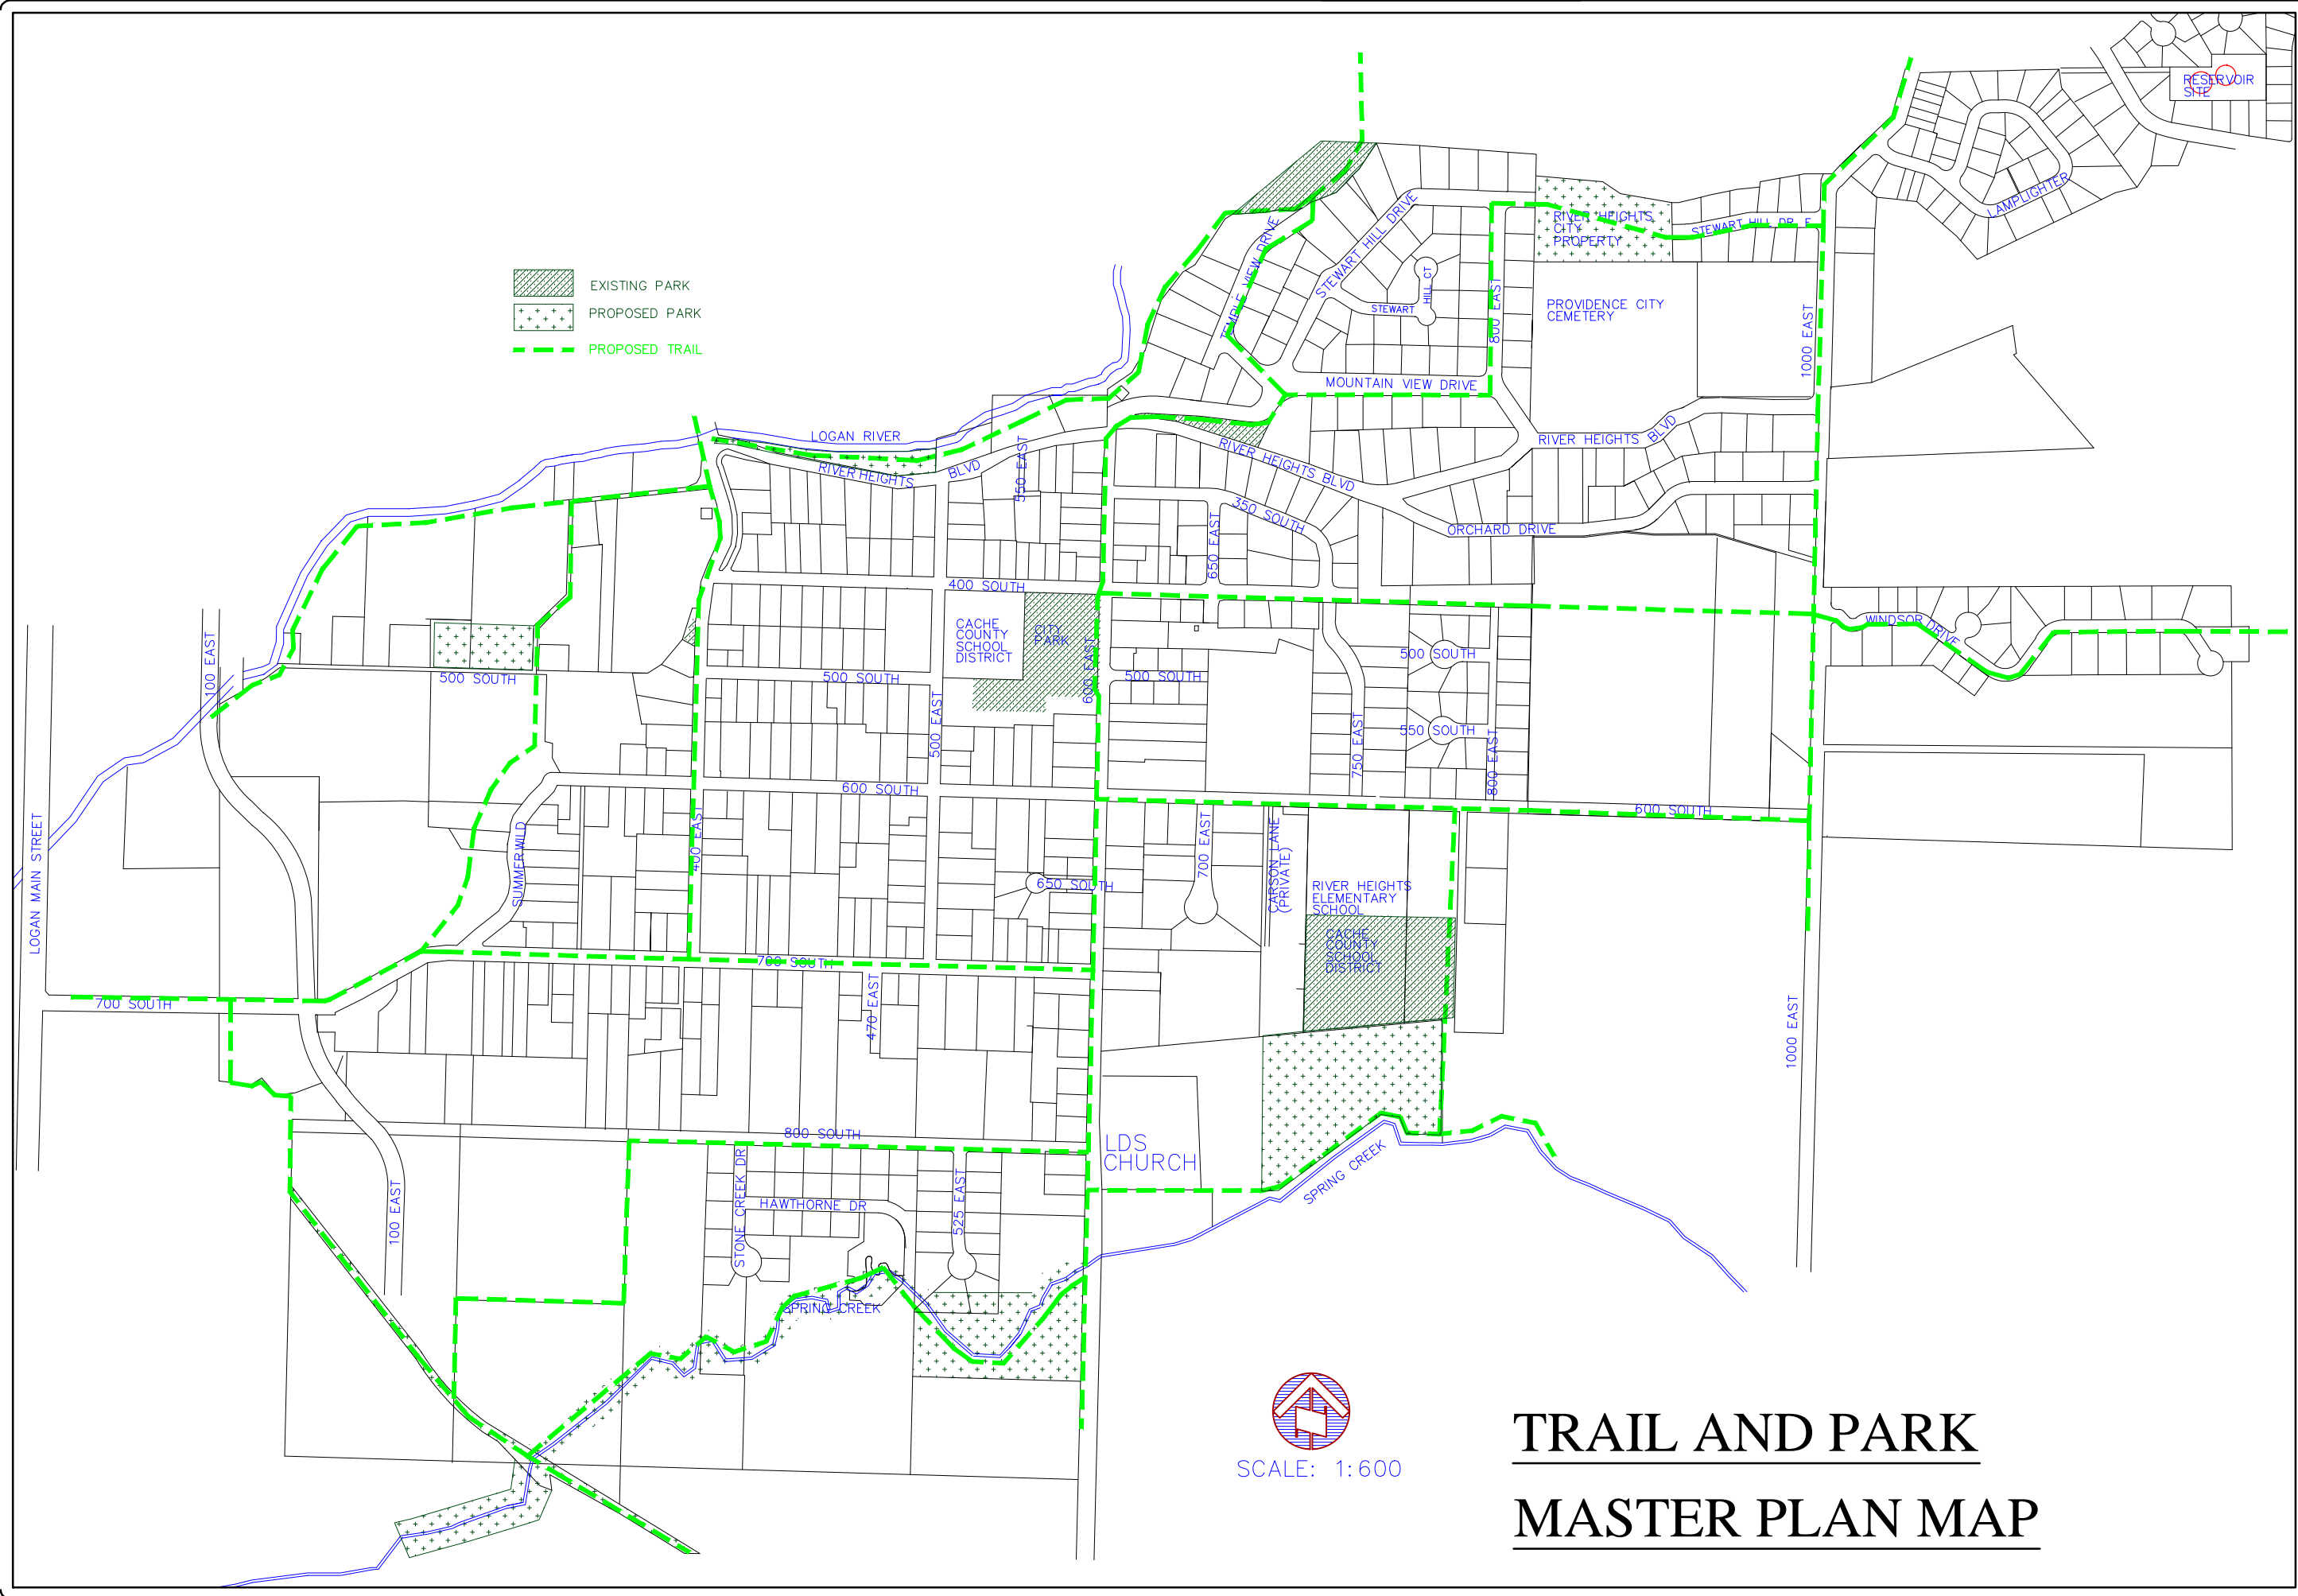 RESERVOIR
SITE
LAMPLIGHTER
STEWART HILL DRIVE
RIVER HEIGHTS
CITY
PROPERTY
STEWART HILL DR. E.
TEMPLE VIEW DRIVE
HILL CT
STEWART
800 EAST
PROVIDENCE CITY
CEMETERY
1000 EAST
EXISTING PARK
PROPOSED PARK
PROPOSED TRAIL
MOUNTAIN VIEW DRIVE
LOGAN RIVER
RIVER HEIGHTS BLVD
RIVER HEIGHTS BLVD
RIVER HEIGHTS BLVD
550 EAST
350 SOUTH
ORCHARD DRIVE
650 EAST
400 SOUTH
CACHE
COUNTY
SCHOOL
DISTRICT
CITY
PARK
600 EAST
WINDSOR DRIVE
100 EAST
500 SOUTH
500 SOUTH
500 SOUTH
500 SOUTH
500 EAST
550 SOUTH
750 EAST
800 EAST
600 SOUTH
600 SOUTH
LOGAN MAIN STREET
SUMMERWILD
400 EAST
700 EAST
CARSON LANE
(PRIVATE)
650 SOUTH
RIVER HEIGHTS
ELEMENTARY
SCHOOL
CACHE
COUNTY
SCHOOL
DISTRICT
700 SOUTH
700 SOUTH
470 EAST
1000 EAST
800 SOUTH
LDS
CHURCH
SPRING CREEK
100 EAST
STONE CREEK DR
HAWTHORNE DR
525 EAST
SPRING CREEK
SCALE: 1:600
TRAIL AND PARK
MASTER PLAN MAP